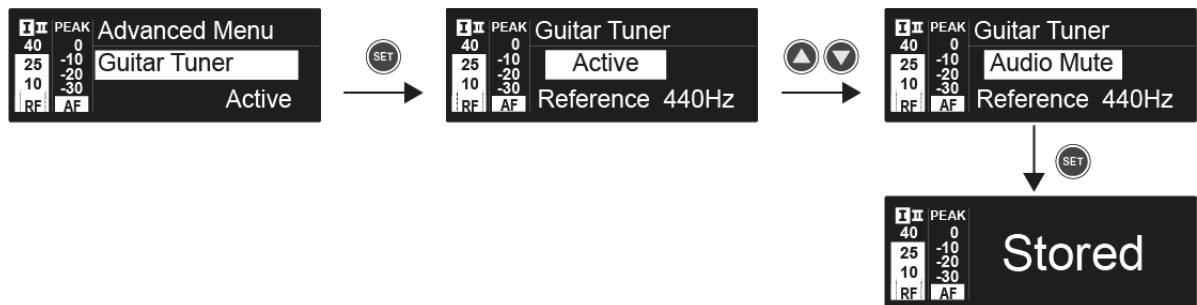 I II PEAK Advanced Menu
40 0
25 -10 Guitar Tuner
-20
10 -30
RF AF Active
SET
I II PEAK Guitar Tuner
40 0
25 -10 Active
-20
10 -30
RF AF Reference 440Hz
I II PEAK Guitar Tuner
40 0
25 -10 Audio Mute
-20
10 -30
RF AF Reference 440Hz
SET
I II PEAK
40 0
25 -10 Stored
-20
10 -30
RF AF